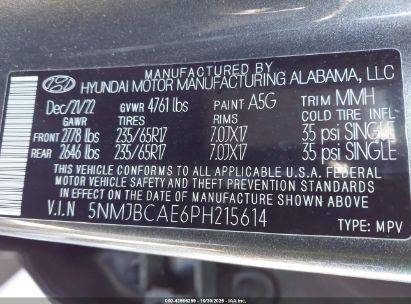 MANUFACTURED BY
HYUNDAI MOTOR MANUFACTURING ALABAMA, LLC
Dec/21/22 GVWR 4761 lbs PAINT A5G TRIM MMH
GAWR TIRES RIMS COLD TIRE INFL.
FRONT 2778 lbs 235/65R17 7.0JX17 35 psi SINGLE
REAR 2646 lbs 235/65R17 7.0JX17 35 psi SINGLE
THIS VEHICLE CONFORMS TO ALL APPLICABLE U.S. FEDERAL MOTOR
VEHICLE SAFETY, BUMPER, AND THEFT PREVENTION STANDARDS IN
EFFECT ON THE DATE OF MANUFACTURE SHOWN ABOVE.
V.I.N 5NMJBCAE6PH215614 TYPE: MPV